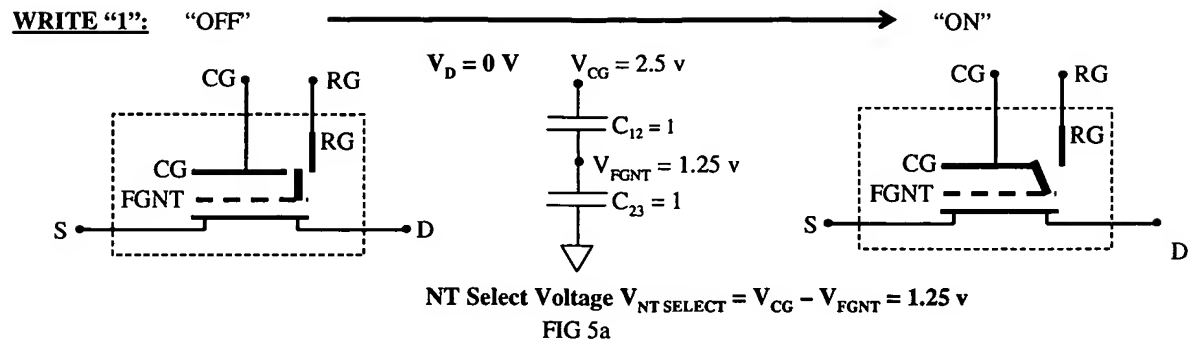 WRITE “1”: “OFF” “ON”
V_D = 0 V V_CG = 2.5 v
CG RG CG RG
RG C_12 = 1 RG
CG V_FGNT = 1.25 v CG
FGNT C_23 = 1 FGNT
S D S D
NT Select Voltage V_NT SELECT = V_CG – V_FGNT = 1.25 v
FIG 5a